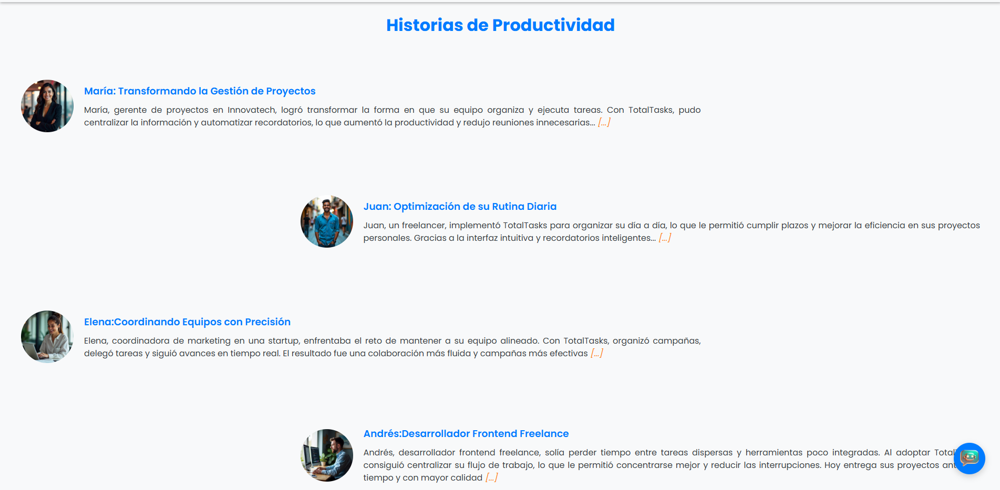 Historias de Productividad
María: Transformando la Gestión de Proyectos
María, gerente de proyectos en Innovatech, logró transformar la forma en que su equipo organiza y ejecuta tareas. Con TotalTasks, pudo
centralizar la información y automatizar recordatorios, lo que aumentó la productividad y redujo reuniones innecesarias... [...]
Juan: Optimización de su Rutina Diaria
Juan, un freelancer, implementó TotalTasks para organizar su día a día, lo que le permitió cumplir plazos y mejorar la eficiencia en sus proyectos
personales. Gracias a la interfaz intuitiva y recordatorios inteligentes... [...]
Elena:Coordinando Equipos con Precisión
Elena, coordinadora de marketing en una startup, enfrentaba el reto de mantener a su equipo alineado. Con TotalTasks, organizó campañas,
delegó tareas y siguió avances en tiempo real. El resultado fue una colaboración más fluida y campañas más efectivas [...]
Andrés:Desarrollador Frontend Freelance
Andrés, desarrollador frontend freelance, solía perder tiempo entre tareas dispersas y herramientas poco integradas. Al adoptar
consiguió centralizar su flujo de trabajo, lo que le permitió concentrarse mejor y reducir las interrupciones. Hoy entrega sus proyectos
tiempo y con mayor calidad [...]